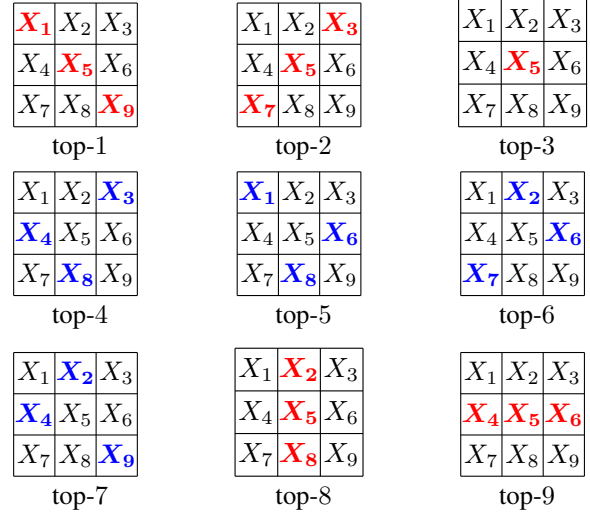 X₁ X₂ X₃
X₄ X₅ X₆
X₇ X₈ X₉
top-1
X₁ X₂ X₃
X₄ X₅ X₆
X₇ X₈ X₉
top-2
X₁ X₂ X₃
X₄ X₅ X₆
X₇ X₈ X₉
top-3
X₁ X₂ X₃
X₄ X₅ X₆
X₇ X₈ X₉
top-4
X₁ X₂ X₃
X₄ X₅ X₆
X₇ X₈ X₉
top-5
X₁ X₂ X₃
X₄ X₅ X₆
X₇ X₈ X₉
top-6
X₁ X₂ X₃
X₄ X₅ X₆
X₇ X₈ X₉
top-7
X₁ X₂ X₃
X₄ X₅ X₆
X₇ X₈ X₉
top-8
X₁ X₂ X₃
X₄ X₅ X₆
X₇ X₈ X₉
top-9